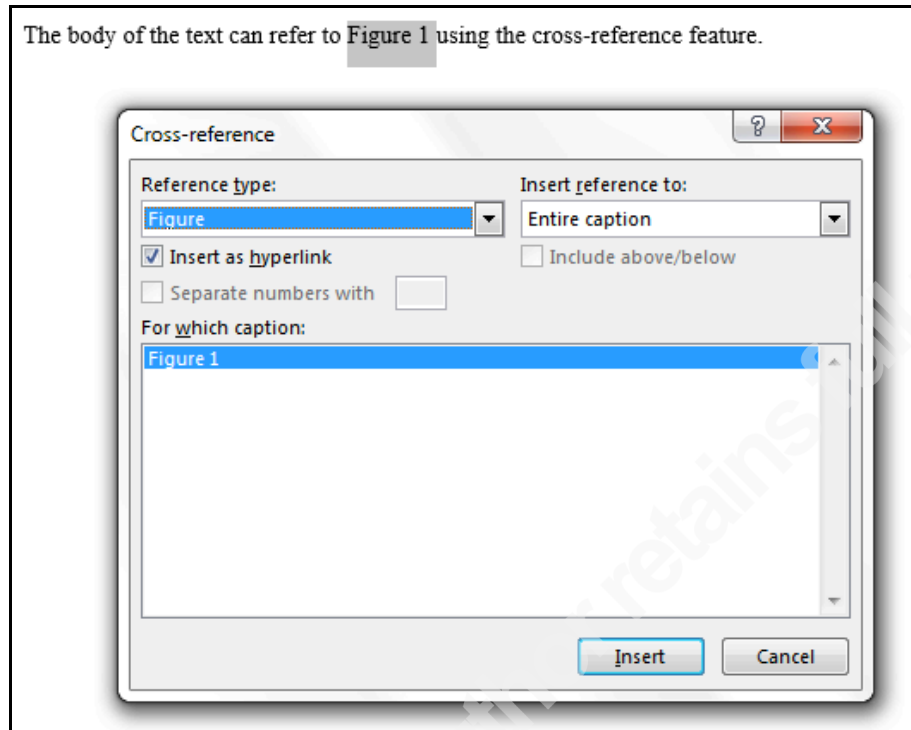 The body of the text can refer to Figure 1 using the cross-reference feature.
Cross-reference
?
Reference type:
Insert reference to:
Figure
Entire caption
Insert as hyperlink
Include above/below
Separate numbers with
For which caption:
Figure 1
Insert
Cancel
retains